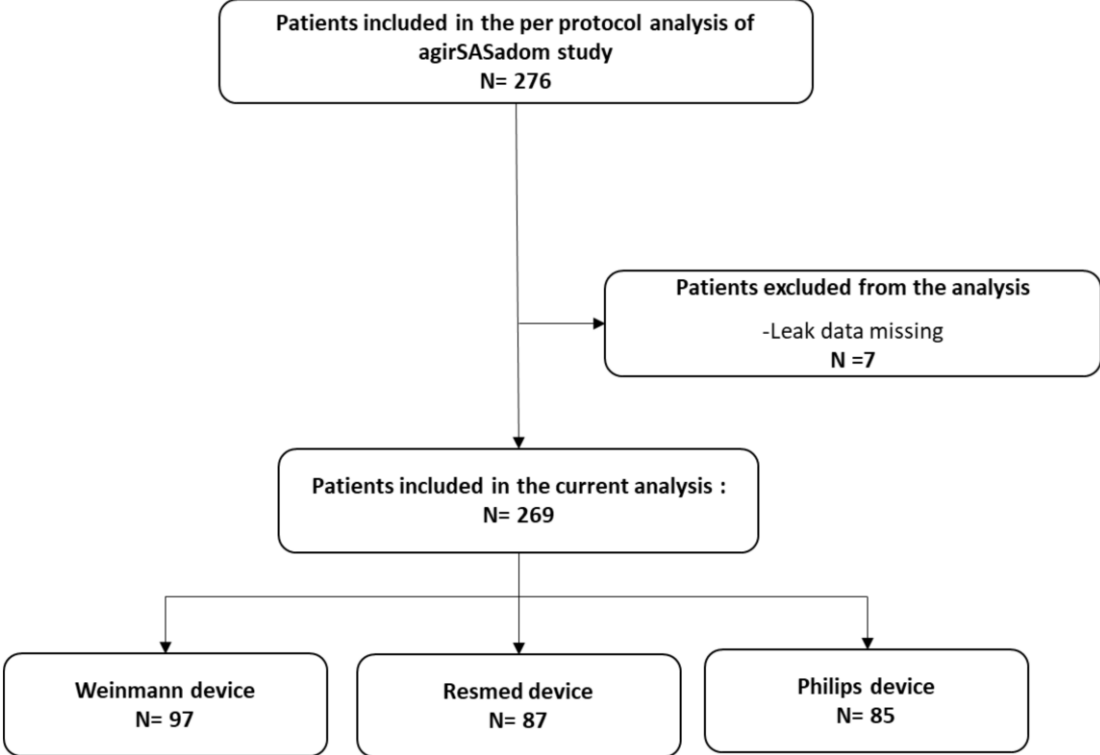 Patients included in the per protocol analysis of
agirSASadom study
N= 276
Patients excluded from the analysis
-Leak data missing
N =7
Patients included in the current analysis :
N= 269
Weinmann device
N= 97
Resmed device
N= 87
Philips device
N= 85